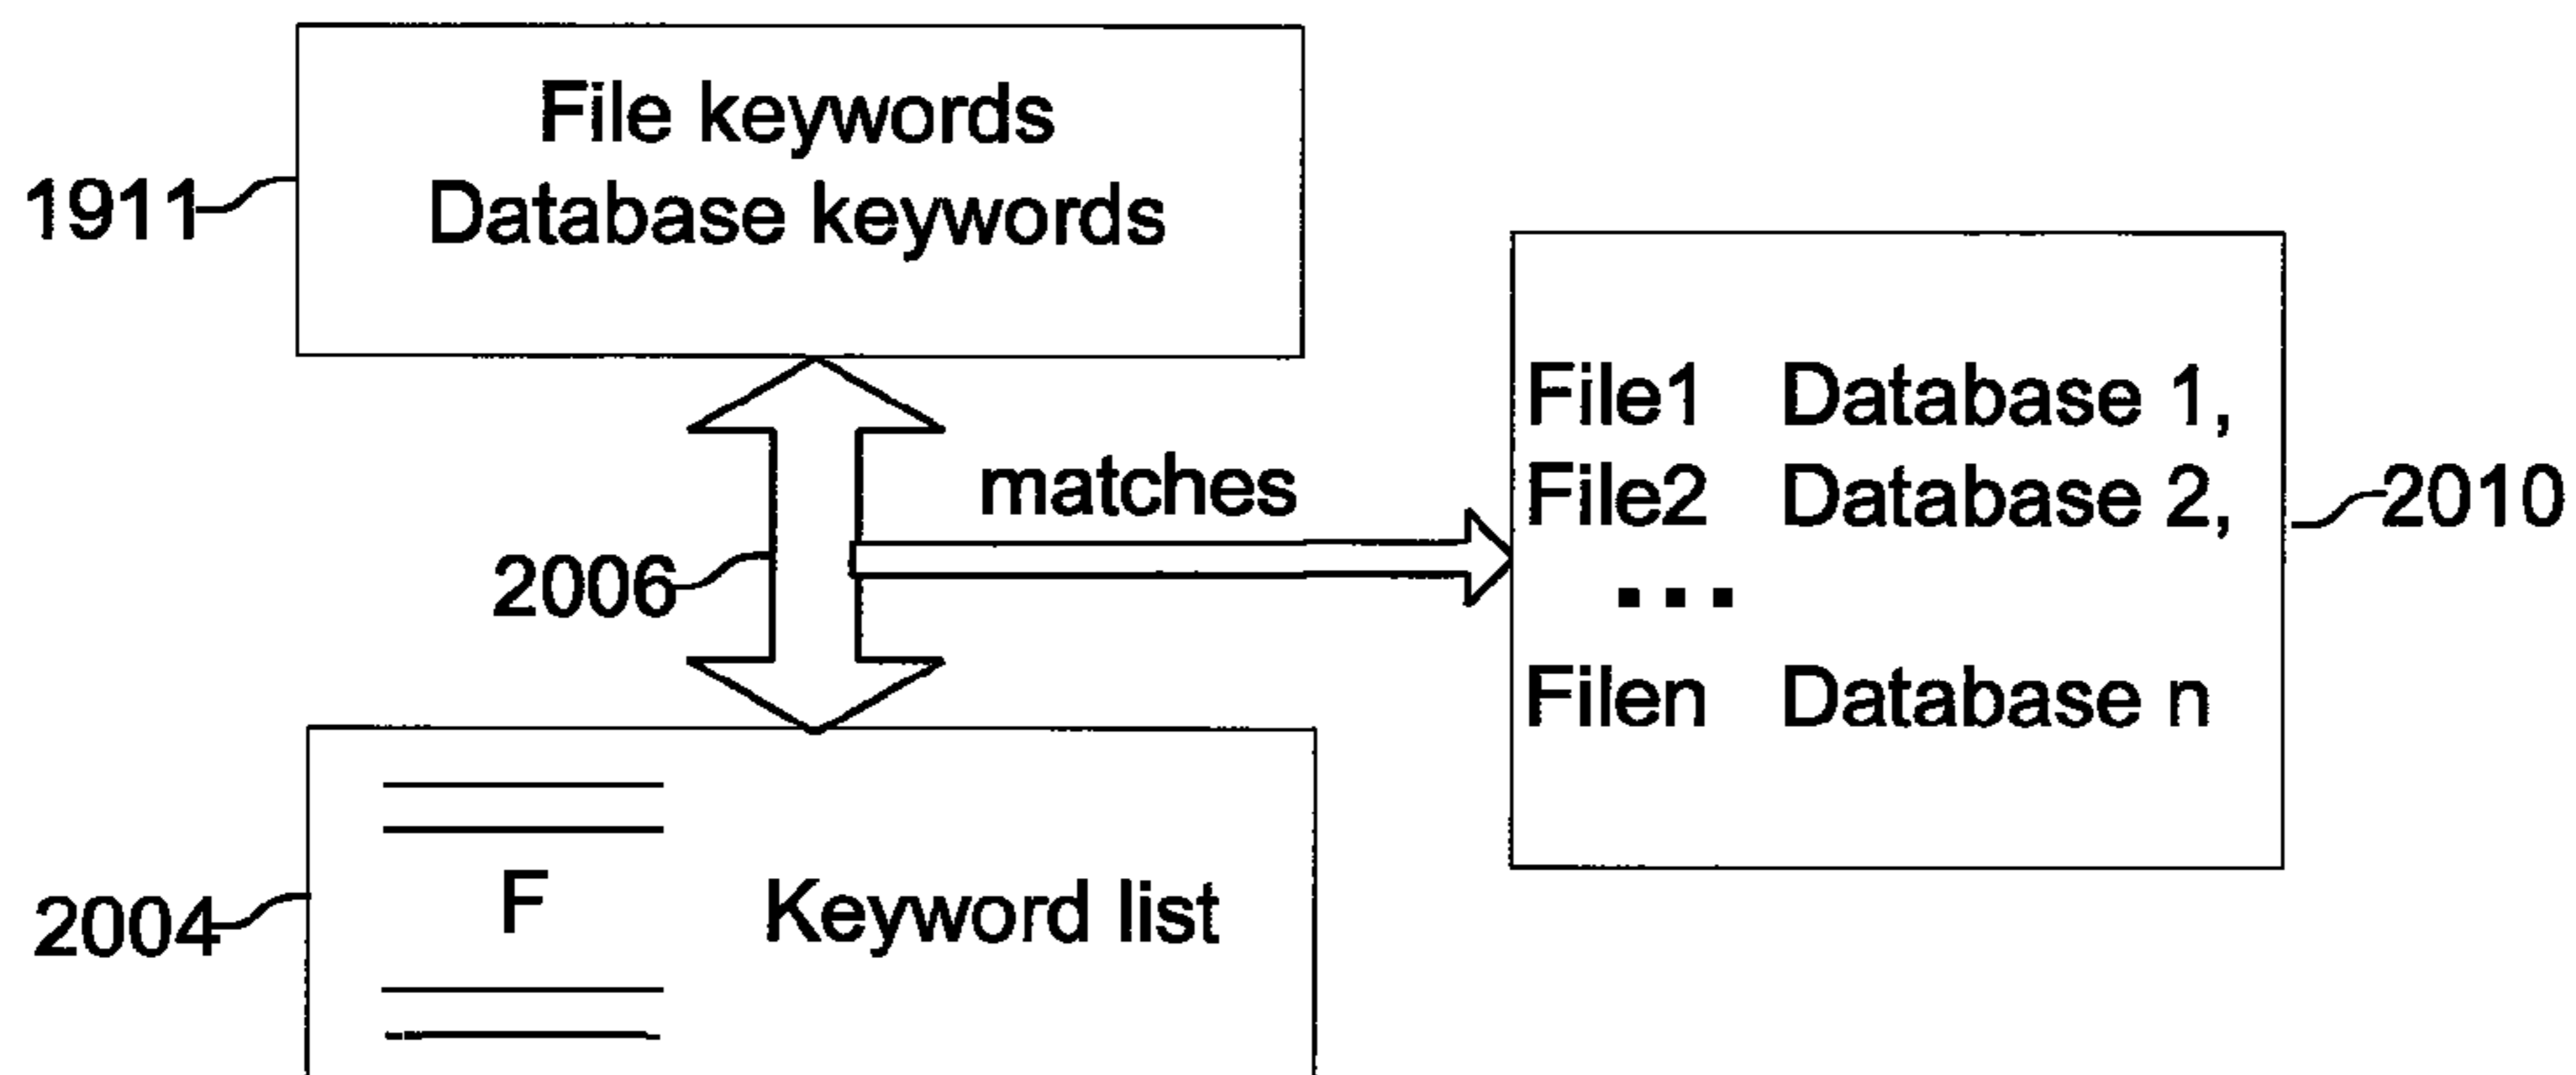 File keywords
Database keywords
1911
File1 Database 1,
File2 Database 2,
...
Filen Database n
2010
matches
2006
2004
F Keyword list